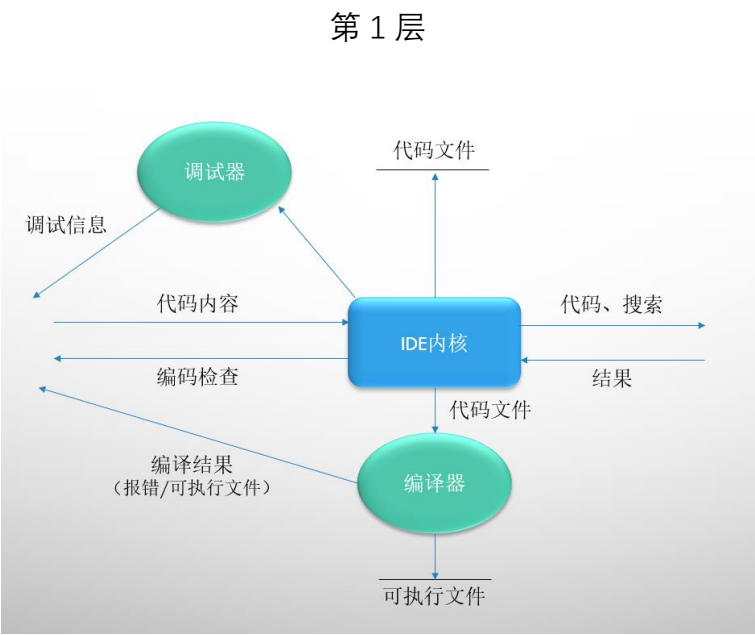 第 1 层
代码文件
调试器
调试信息
代码内容
代码、搜索
IDE内核
编码检查
结果
代码文件
编译结果
（报错/可执行文件）
编译器
可执行文件